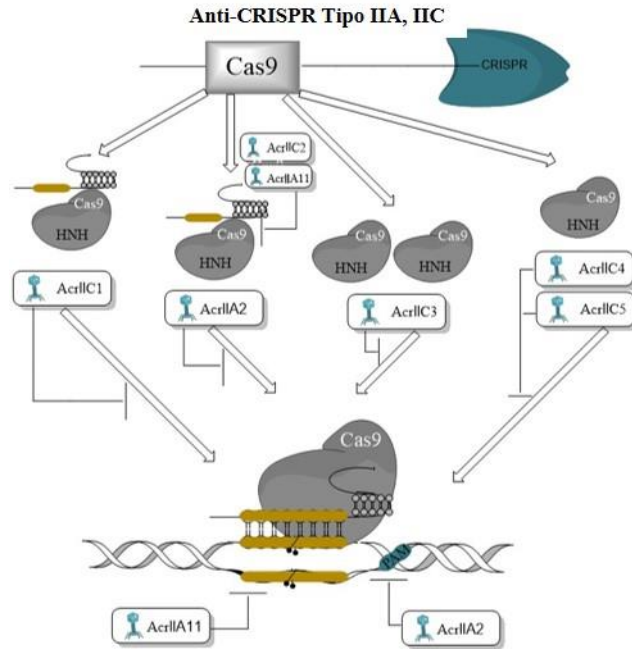 Anti-CRISPR Tipo IIA, IIC
Cas9
CRISPR
AcrIIC2
AcrIIA11
Cas9
HNH
Cas9
HNH
Cas9
HNH
Cas9
HNH
Cas9
HNH
AcrIIC1
AcrIIA2
AcrIIC3
AcrIIC4
AcrIIC5
Cas9
PAM
AcrIIA11
AcrIIA2